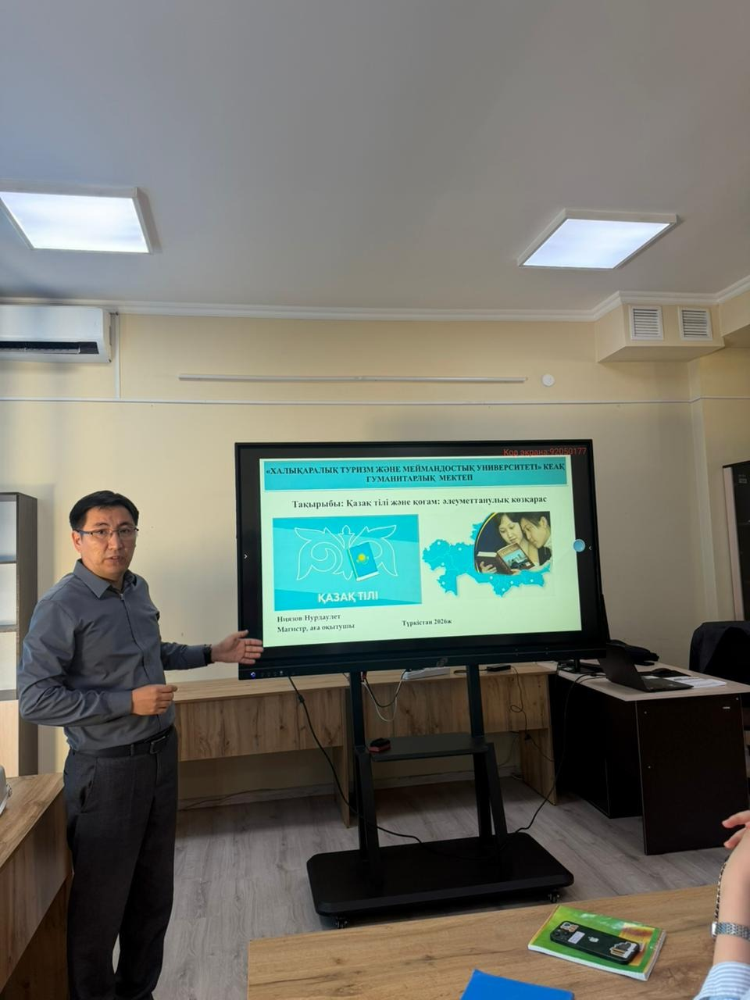 Код экрана:92050177
«ХАЛЫҚАРАЛЫҚ ТУРИЗМ ЖӘНЕ МЕЙМАНДОСТЫҚ УНИВЕРСИТЕТІ» КЕАҚ
ГУМАНИТАРЛЫҚ МЕКТЕП
Тақырыбы: Қазақ тілі және қоғам: әлеуметтанулық көзқарас
ҚАЗАҚ ТІЛІ
Ниязов Нурдаулет
Магистр, аға оқытушы
Түркістан 2026ж